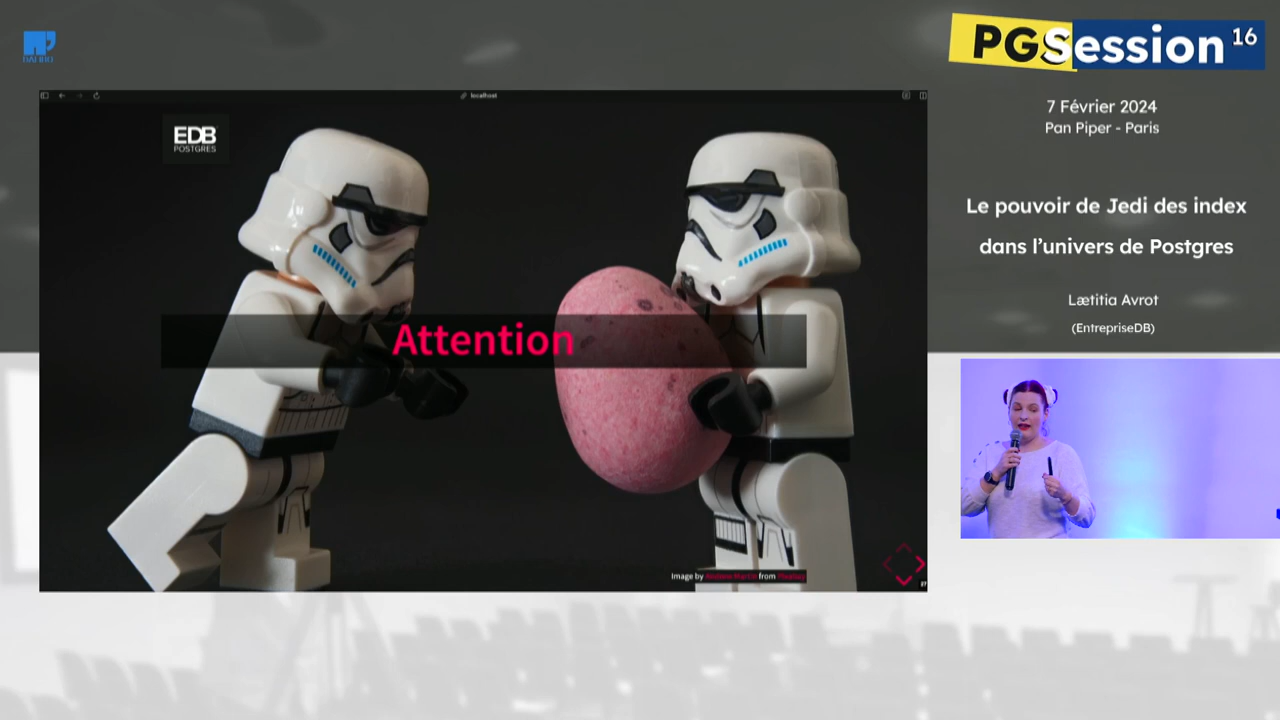 PGSession 16
7 Février 2024
Pan Piper - Paris
Le pouvoir de Jedi des index
dans l'univers de Postgres
Lætitia Avrot
(EntrepriseDB)
localhost
EDB
POSTGRES
Attention
Image by
from
27